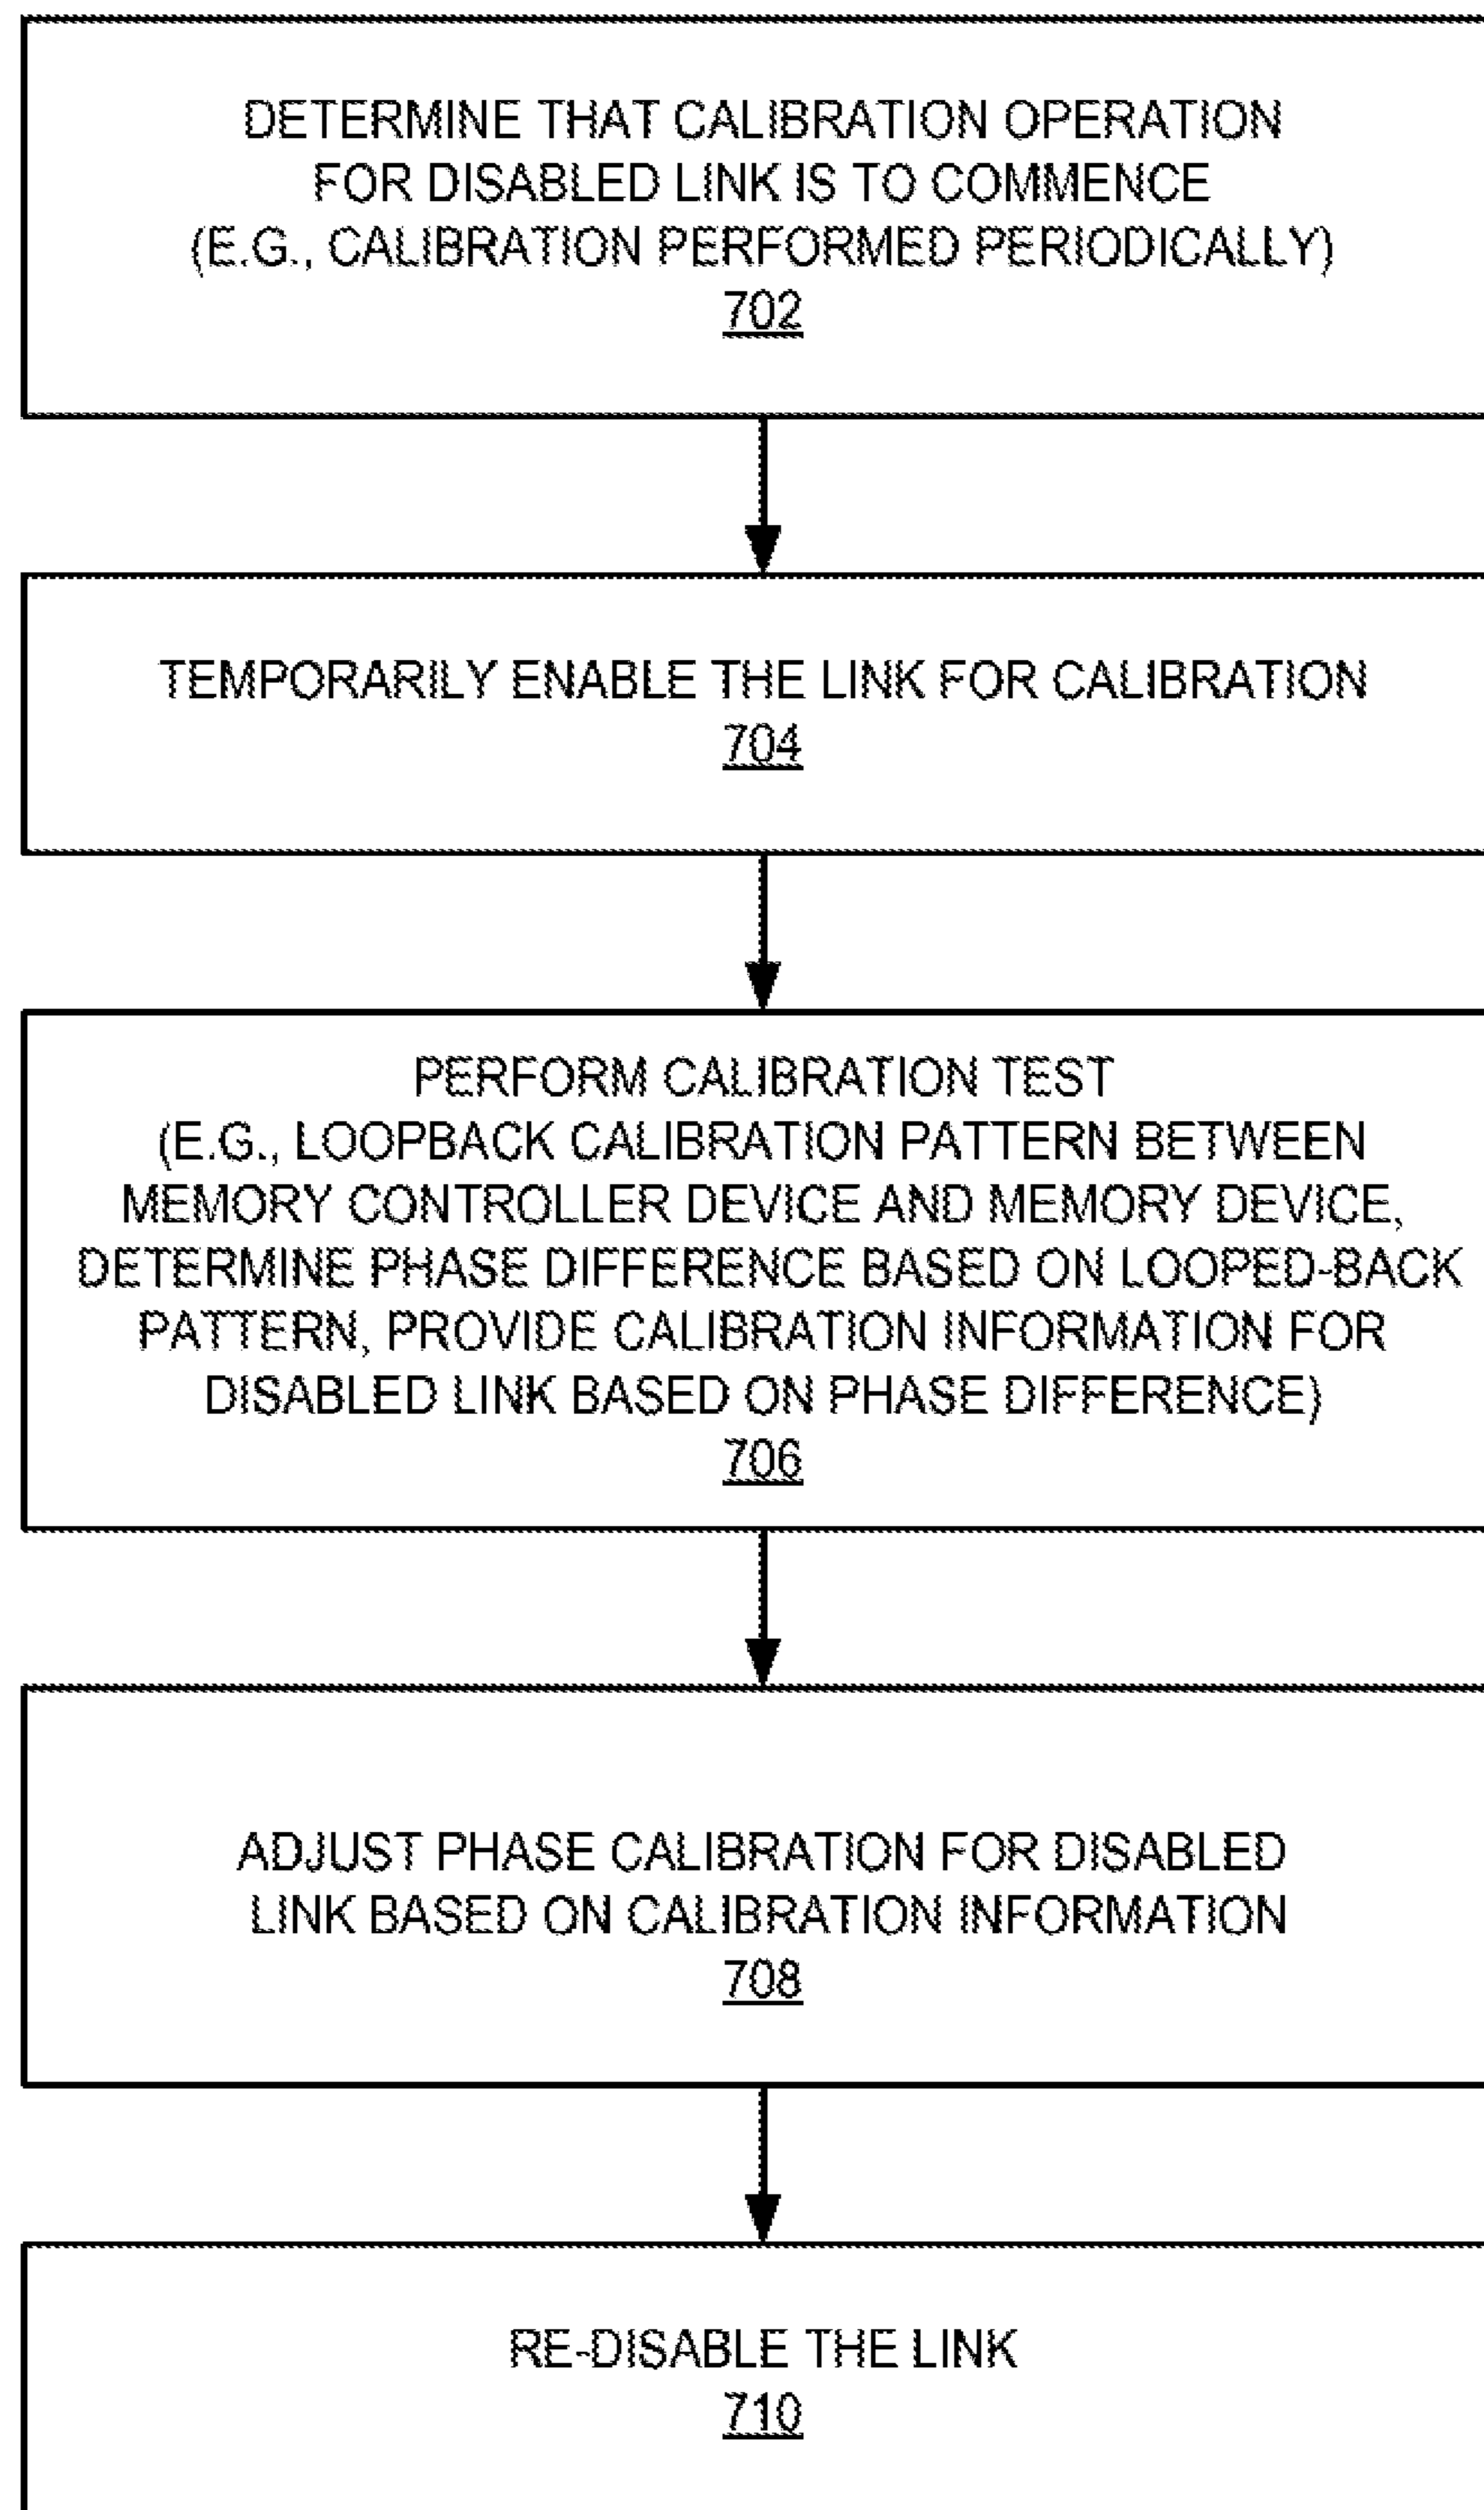 DETERMINE THAT CALIBRATION OPERATION
FOR DISABLED LINK IS TO COMMENCE
(E.G., CALIBRATION PERFORMED PERIODICALLY)
702
TEMPORARILY ENABLE THE LINK FOR CALIBRATION
704
PERFORM CALIBRATION TEST
(E.G., LOOPBACK CALIBRATION PATTERN BETWEEN
MEMORY CONTROLLER DEVICE AND MEMORY DEVICE,
DETERMINE PHASE DIFFERENCE BASED ON LOOPED-BACK
PATTERN, PROVIDE CALIBRATION INFORMATION FOR
DISABLED LINK BASED ON PHASE DIFFERENCE)
706
ADJUST PHASE CALIBRATION FOR DISABLED
LINK BASED ON CALIBRATION INFORMATION
708
RE-DISABLE THE LINK
710